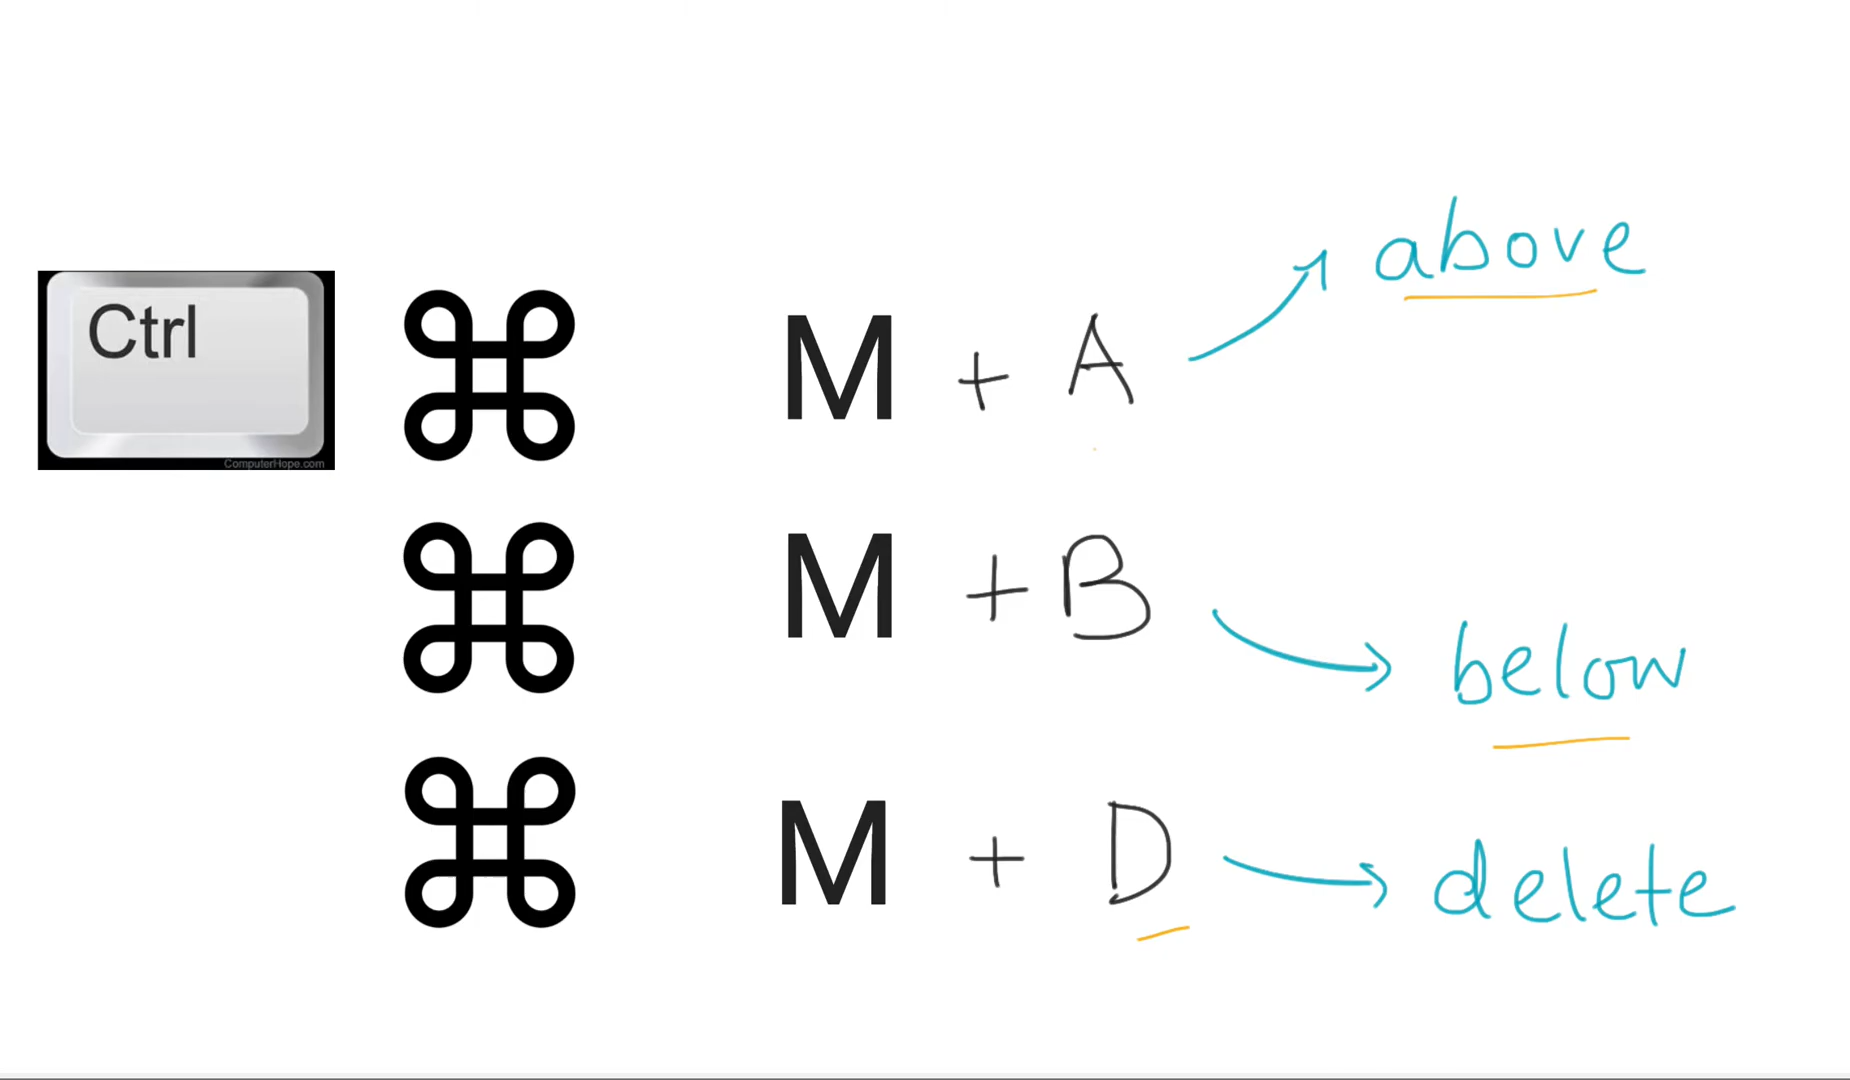 above
Ctrl ⌘ M + A
ComputerHope.com
⌘ M + B
below
⌘ M + D
delete